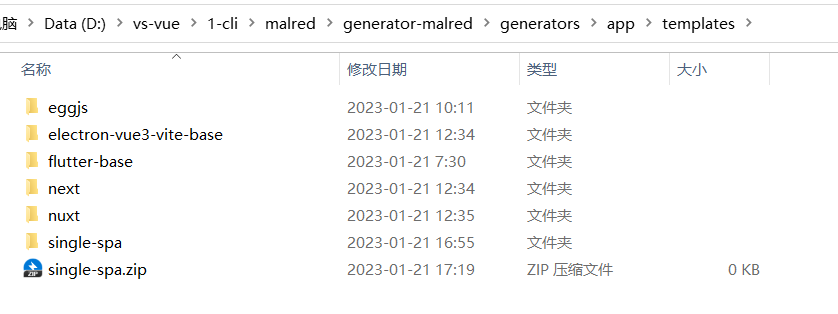 脑 > Data (D:) > vs-vue > 1-cli > malred > generator-malred > generators > app > templates >
名称 修改日期 类型 大小
eggjs 2023-01-21 10:11 文件夹
electron-vue3-vite-base 2023-01-21 12:34 文件夹
flutter-base 2023-01-21 7:30 文件夹
next 2023-01-21 12:34 文件夹
nuxt 2023-01-21 12:35 文件夹
single-spa 2023-01-21 16:55 文件夹
single-spa.zip 2023-01-21 17:19 ZIP 压缩文件 0 KB